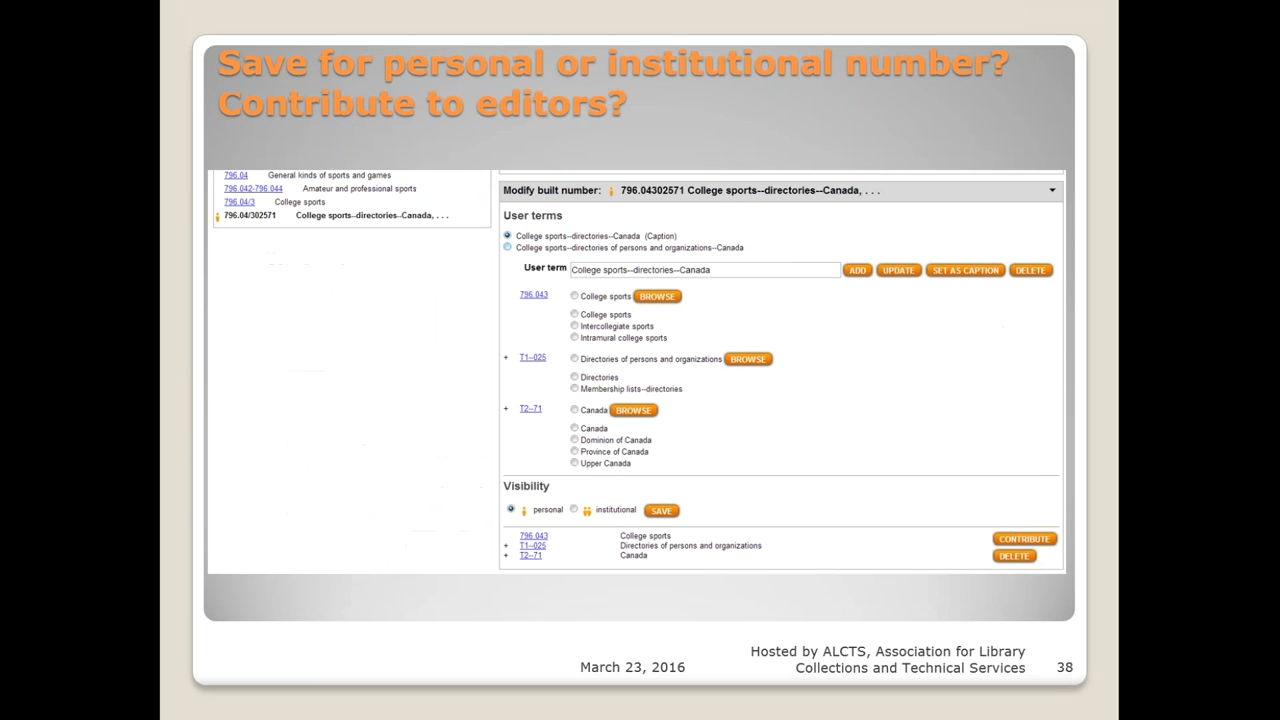 Save for personal or institutional number?
Contribute to editors?
796.04 General kinds of sports and games
796.042-796.044 Amateur and professional sports
796.04/3 College sports
796.04/302571 College sports--directories--Canada, . . .
Modify built number: 796.04302571 College sports--directories--Canada, . . .
User terms
College sports--directories--Canada (Caption)
College sports--directories of persons and organizations--Canada
User term College sports--directories--Canada ADD UPDATE SET AS CAPTION DELETE
796.043 College sports BROWSE
College sports
Intercollegiate sports
Intramural college sports
+ T1--025 Directories of persons and organizations BROWSE
Directories
Membership lists--directories
+ T2--71 Canada BROWSE
Canada
Dominion of Canada
Province of Canada
Upper Canada
Visibility
personal institutional SAVE
796.043 College sports CONTRIBUTE
+ T1--025 Directories of persons and organizations
+ T2--71 Canada DELETE
March 23, 2016
Hosted by ALCTS, Association for Library
Collections and Technical Services
38